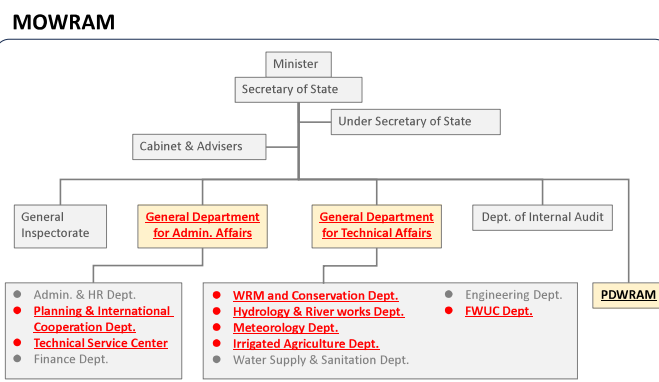 MOWRAM
Minister
Secretary of State
Under Secretary of State
Cabinet & Advisers
General
Inspectorate
General Department
for Admin. Affairs
General Department
for Technical Affairs
Dept. of Internal Audit
PDWRAM
Admin. & HR Dept.
Planning & International
Cooperation Dept.
Technical Service Center
Finance Dept.
WRM and Conservation Dept.
Hydrology & River works Dept.
Meteorology Dept.
Irrigated Agriculture Dept.
Water Supply & Sanitation Dept.
Engineering Dept.
FWUC Dept.